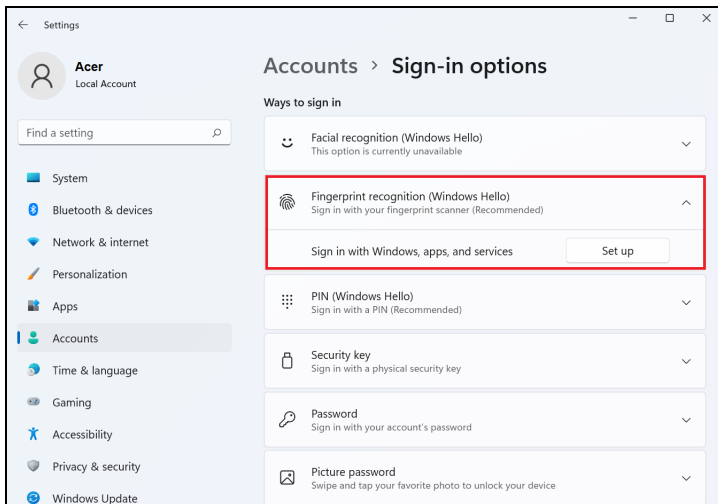 Settings
Acer
Local Account
Find a setting
System
Bluetooth & devices
Network & internet
Personalization
Apps
Accounts
Time & language
Gaming
Accessibility
Privacy & security
Windows Update
Accounts > Sign-in options
Ways to sign in
Facial recognition (Windows Hello)
This option is currently unavailable
Fingerprint recognition (Windows Hello)
Sign in with your fingerprint scanner (Recommended)
Sign in with Windows, apps, and services
Set up
PIN (Windows Hello)
Sign in with a PIN (Recommended)
Security key
Sign in with a physical security key
Password
Sign in with your account's password
Picture password
Swipe and tap your favorite photo to unlock your device